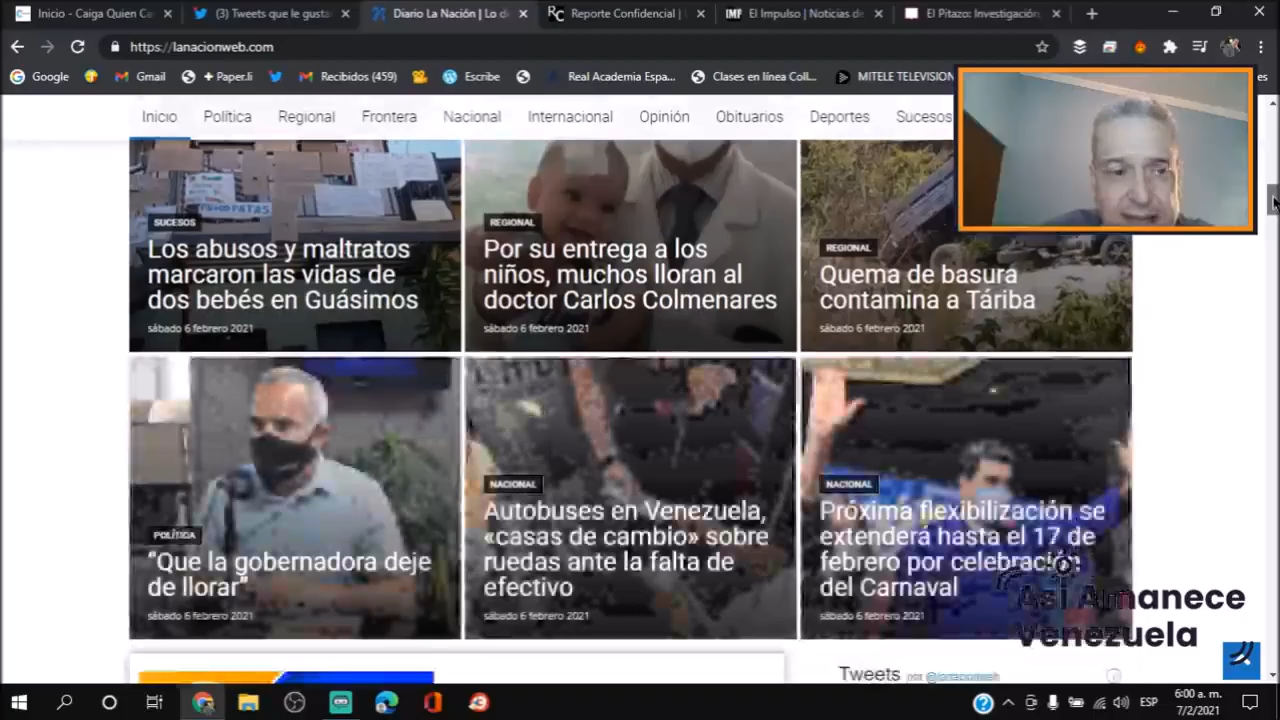 Inicio - Caiga Quien Ca
(3) Tweets que le gusta
Diario La Nación | Lo d
Reporte Confidencial |
El Impulso | Noticias de
El Pitazo: Investigación
https://lanacionweb.com
Google
Gmail
+ Paper.li
Recibidos (459)
Escribe
Real Academia Espa...
Clases en línea Coll...
MITELE TELEVISION
es
Inicio
Política
Regional
Frontera
Nacional
Internacional
Opinión
Obituarios
Deportes
Sucesos
SUCESOS
Los abusos y maltratos
marcaron las vidas de
dos bebés en Guásimos
sábado 6 febrero 2021
REGIONAL
Por su entrega a los
niños, muchos lloran al
doctor Carlos Colmenares
sábado 6 febrero 2021
REGIONAL
Quema de basura
contamina a Táriba
sábado 6 febrero 2021
POLÍTICA
“Que la gobernadora deje
de llorar”
sábado 6 febrero 2021
NACIONAL
Autobuses en Venezuela,
«casas de cambio» sobre
ruedas ante la falta de
efectivo
sábado 6 febrero 2021
NACIONAL
Próxima flexibilización se
extenderá hasta el 17 de
febrero por celebración
del Carnaval
sábado 6 febrero 2021
Así Amanece
Venezuela
Tweets por @lanacionweb
ESP
6:00 a. m.
7/2/2021